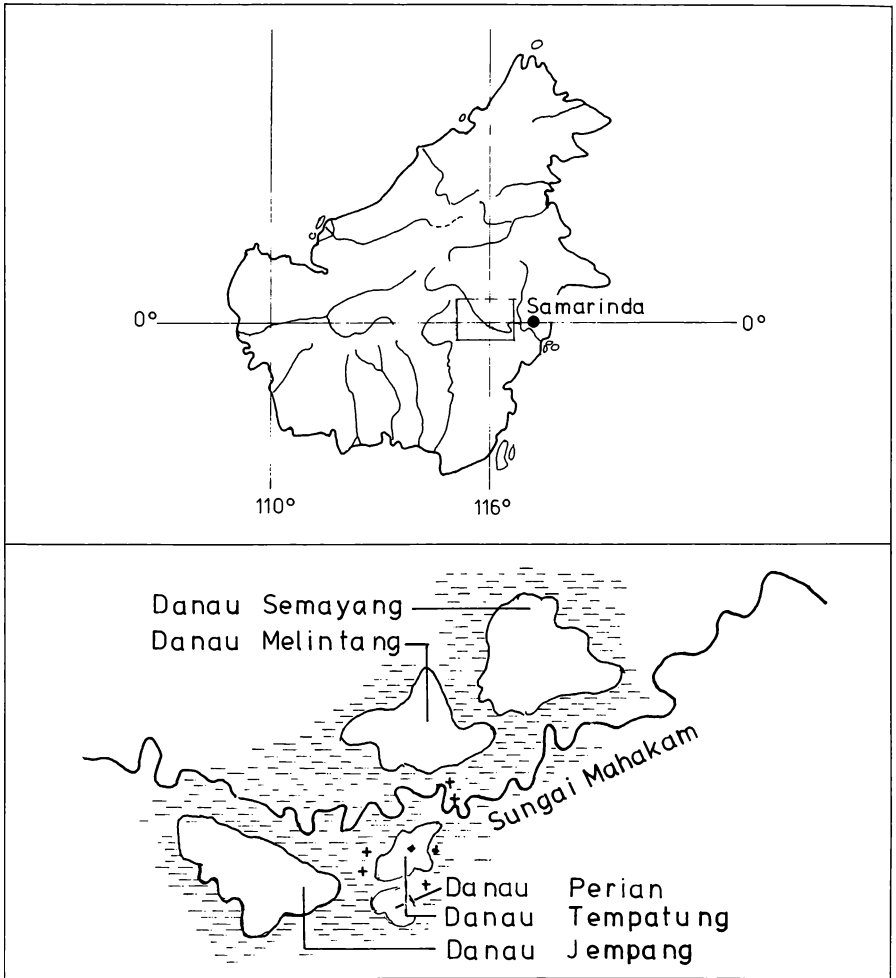 Samarinda
0°
0°
110°
116°
Danau Semayang
Danau Melintang
Sungai Mahakam
Danau Perian
Danau Tempatung
Danau Jempang